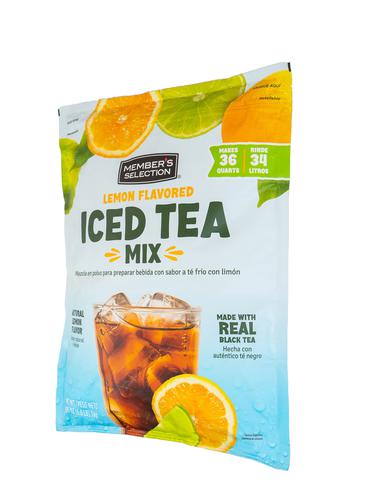 MEMBER'S
SELECTION
MAKES
36
QUARTS
RINDE
34
LITROS
LEMON FLAVORED
ICED TEA
MIX
Mezcla en polvo para preparar bebida con sabor a té frío con limón
NATURAL
LEMON
FLAVOR
MADE WITH
REAL
BLACK TEA
Hecha con
auténtico té negro